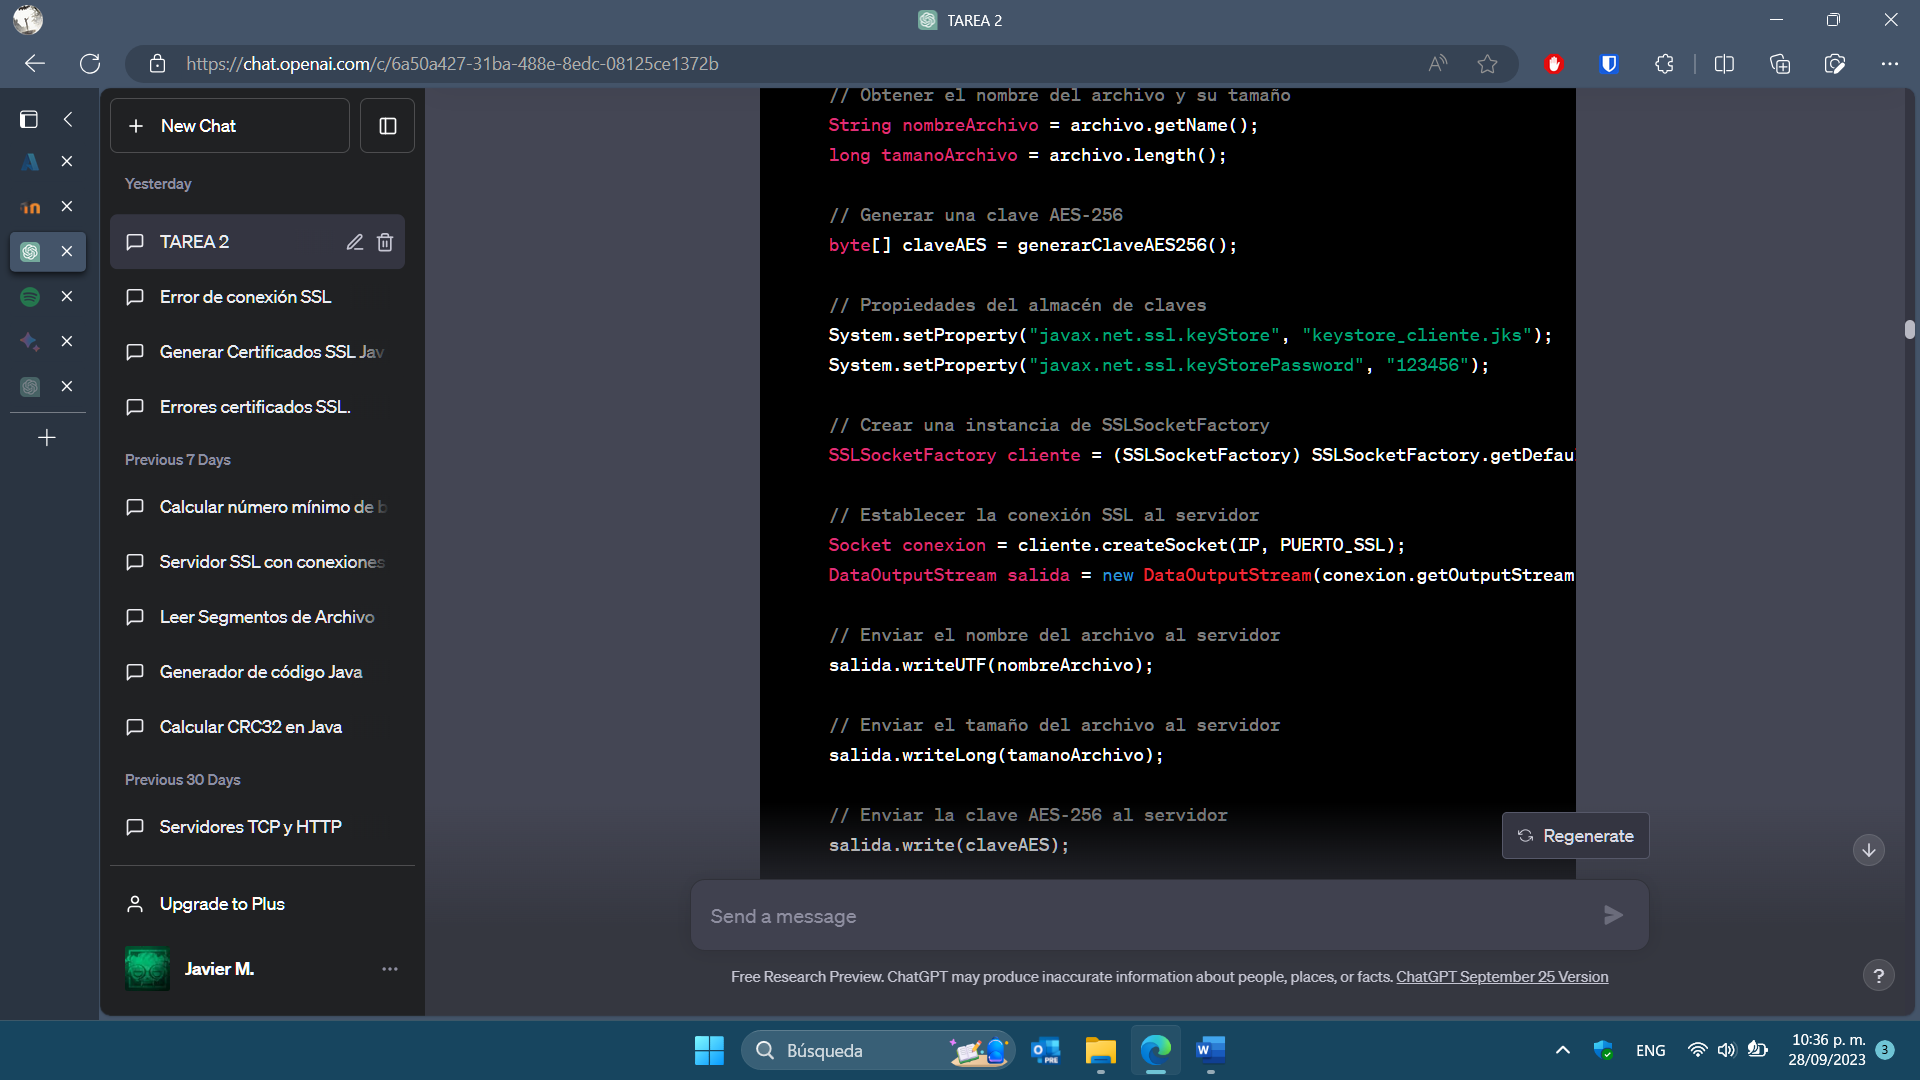 TAREA 2
https://chat.openai.com/c/6a50a427-31ba-488e-8edc-08125ce1372b
New Chat
Yesterday
TAREA 2
Error de conexión SSL
Generar Certificados SSL Jav
Errores certificados SSL.
Previous 7 Days
Calcular número mínimo de b
Servidor SSL con conexiones
Leer Segmentos de Archivo
Generador de código Java
Calcular CRC32 en Java
Previous 30 Days
Servidores TCP y HTTP
Upgrade to Plus
Javier M.
// Obtener el nombre del archivo y su tamaño
String nombreArchivo = archivo.getName();
long tamanoArchivo = archivo.length();
// Generar una clave AES-256
byte[] claveAES = generarClaveAES256();
// Propiedades del almacén de claves
System.setProperty("javax.net.ssl.keyStore", "keystore_cliente.jks");
System.setProperty("javax.net.ssl.keyStorePassword", "123456");
// Crear una instancia de SSLSocketFactory
SSLSocketFactory cliente = (SSLSocketFactory) SSLSocketFactory.getDefau
// Establecer la conexión SSL al servidor
Socket conexion = cliente.createSocket(IP, PUERTO_SSL);
DataOutputStream salida = new DataOutputStream(conexion.getOutputStream
// Enviar el nombre del archivo al servidor
salida.writeUTF(nombreArchivo);
// Enviar el tamaño del archivo al servidor
salida.writeLong(tamanoArchivo);
// Enviar la clave AES-256 al servidor
salida.write(claveAES);
Regenerate
Send a message
Free Research Preview. ChatGPT may produce inaccurate information about people, places, or facts. ChatGPT September 25 Version
?
Búsqueda
PRE
ENG
10:36 p. m.
28/09/2023
3